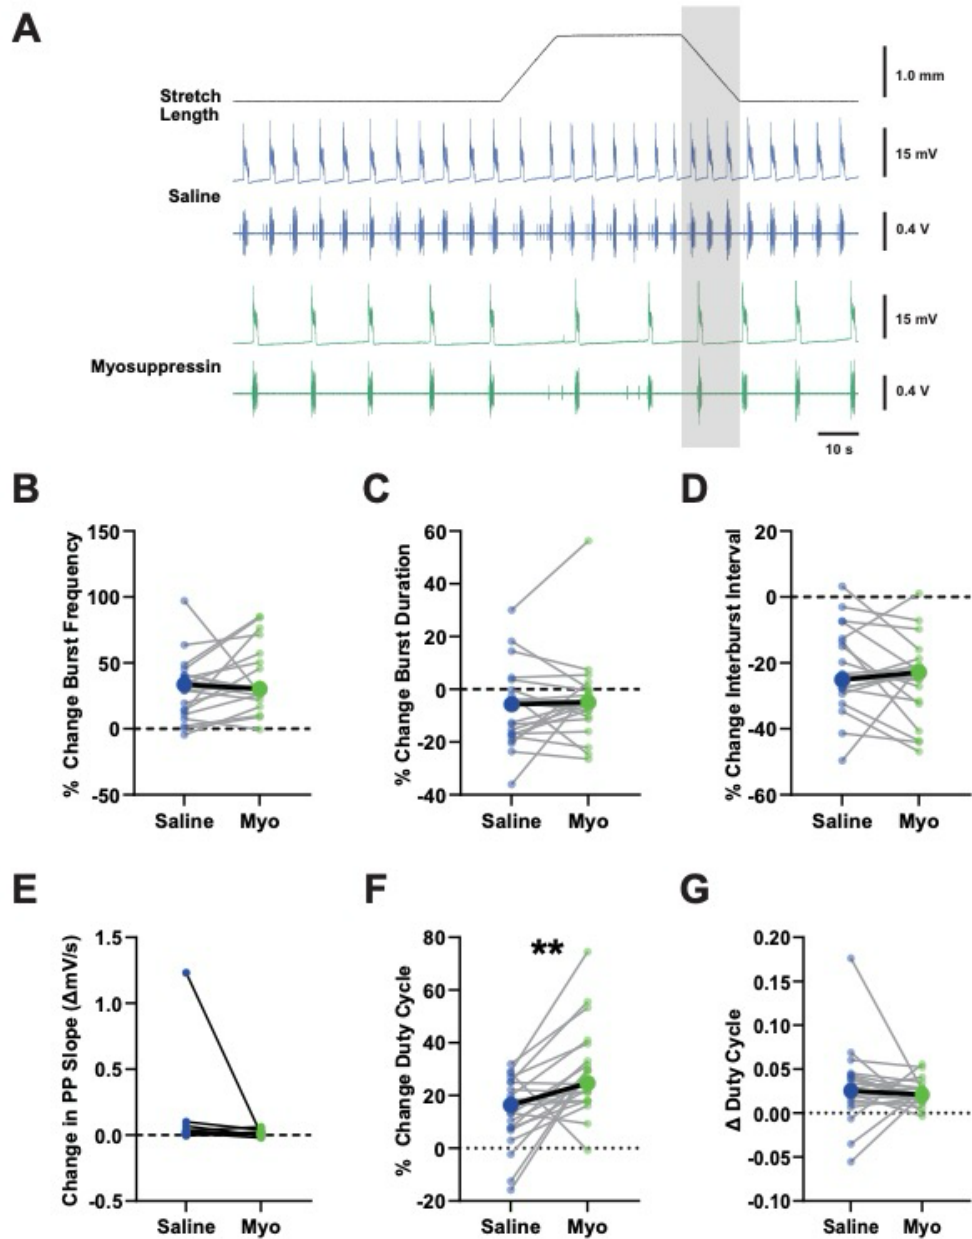 A
Stretch
Length
1.0 mm
15 mV
Saline
0.4 V
15 mV
Myosuppressin
0.4 V
10 s
B
% Change Burst Frequency
150
100
50
0
-50
Saline Myo
C
% Change Burst Duration
60
40
20
0
-20
-40
Saline Myo
D
% Change Interburst Interval
20
0
-20
-40
-60
Saline Myo
E
Change in PP Slope (ΔmV/s)
1.5
1.0
0.5
0.0
-0.5
Saline Myo
F
% Change Duty Cycle
80
60
40
20
0
-20
**
Saline Myo
G
Δ Duty Cycle
0.20
0.15
0.10
0.05
0.00
-0.05
-0.10
Saline Myo